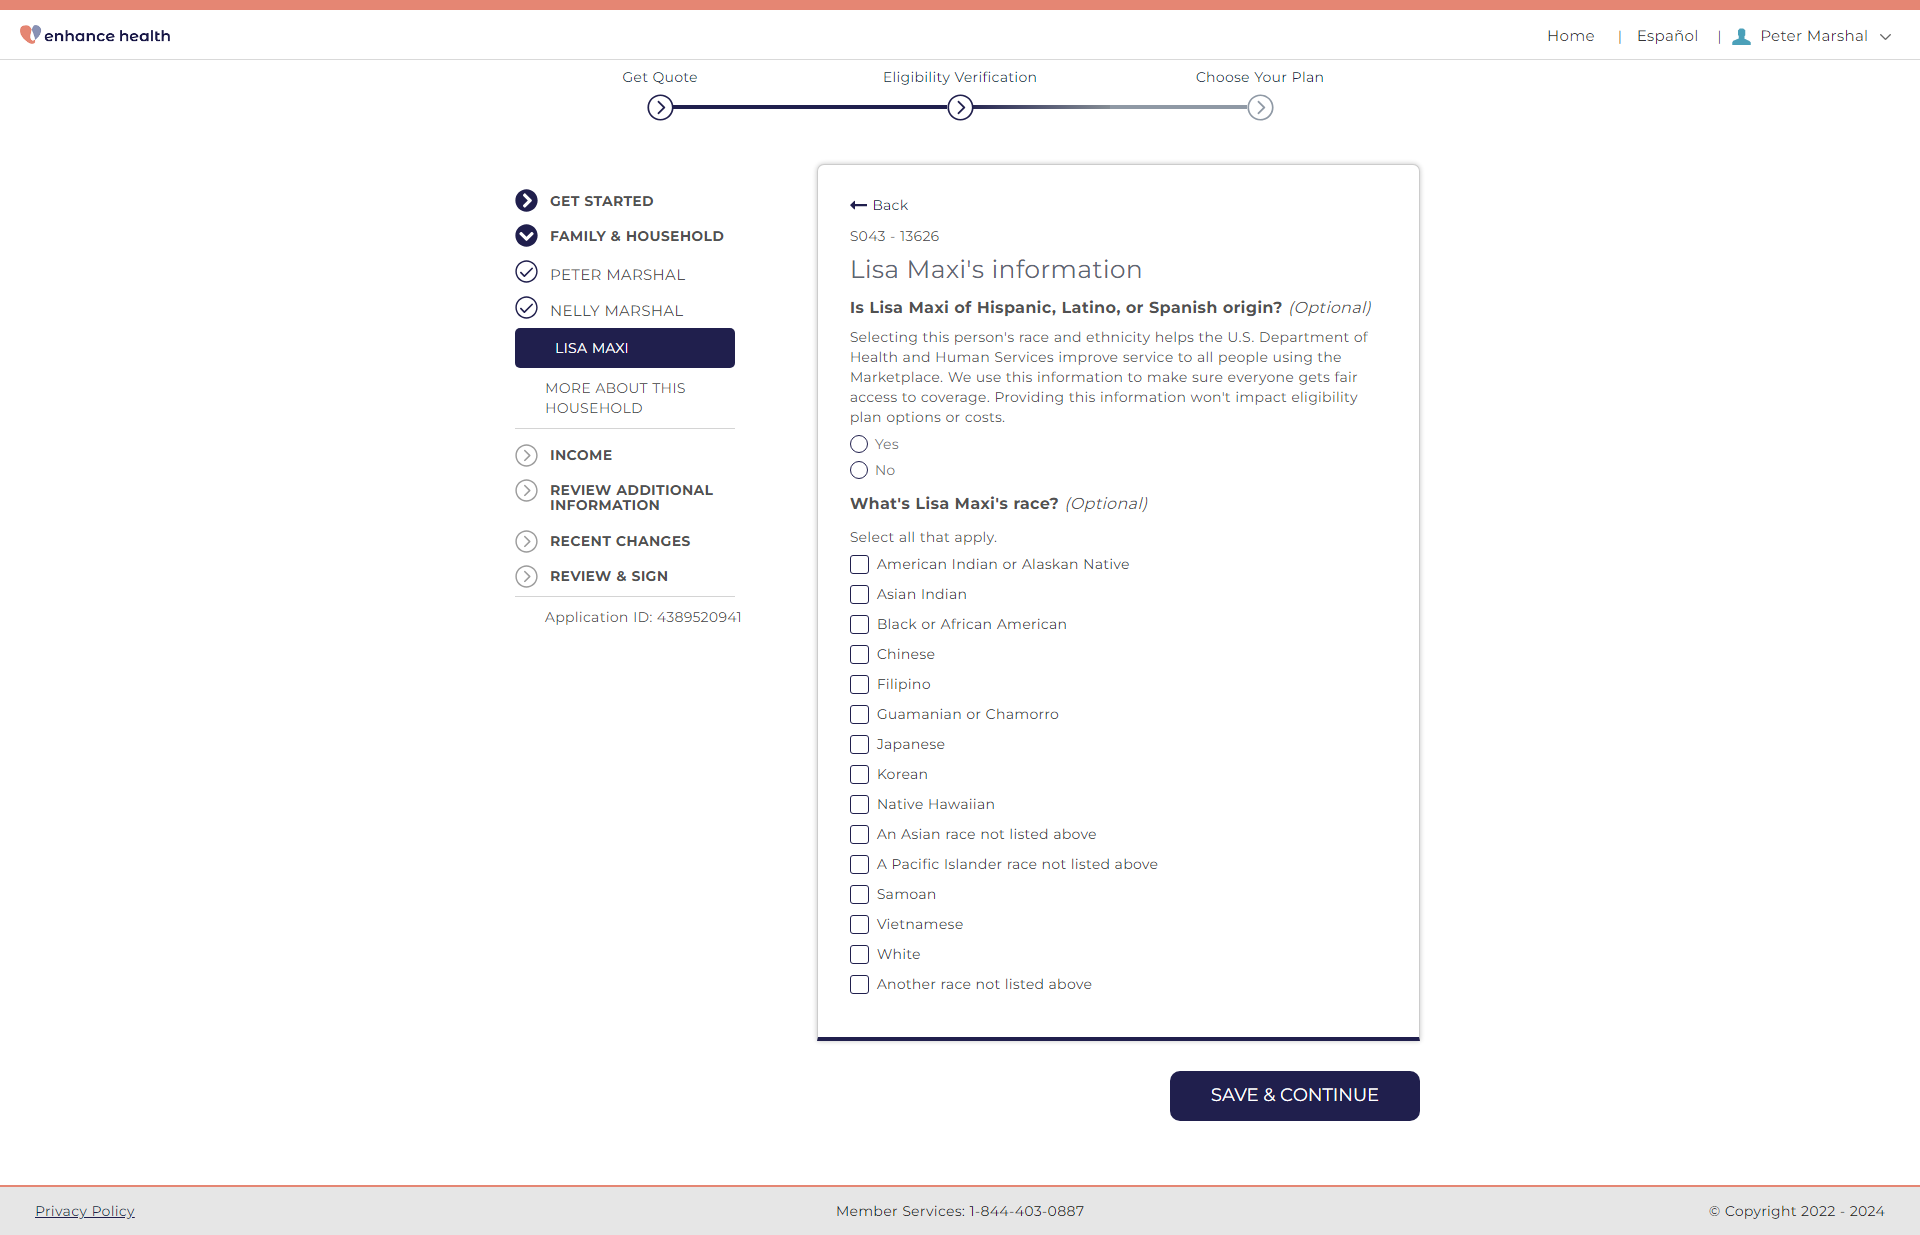 enhance health
Home | Español | Peter Marshal
Get Quote
Eligibility Verification
Choose Your Plan
GET STARTED
FAMILY & HOUSEHOLD
PETER MARSHAL
NELLY MARSHAL
LISA MAXI
MORE ABOUT THIS
HOUSEHOLD
INCOME
REVIEW ADDITIONAL
INFORMATION
RECENT CHANGES
REVIEW & SIGN
Application ID: 4389520941
Back
S043 - 13626
Lisa Maxi's information
Is Lisa Maxi of Hispanic, Latino, or Spanish origin? (Optional)
Selecting this person's race and ethnicity helps the U.S. Department of
Health and Human Services improve service to all people using the
Marketplace. We use this information to make sure everyone gets fair
access to coverage. Providing this information won't impact eligibility
plan options or costs.
Yes
No
What's Lisa Maxi's race? (Optional)
Select all that apply.
American Indian or Alaskan Native
Asian Indian
Black or African American
Chinese
Filipino
Guamanian or Chamorro
Japanese
Korean
Native Hawaiian
An Asian race not listed above
A Pacific Islander race not listed above
Samoan
Vietnamese
White
Another race not listed above
SAVE & CONTINUE
Privacy Policy
Member Services: 1-844-403-0887
© Copyright 2022 - 2024